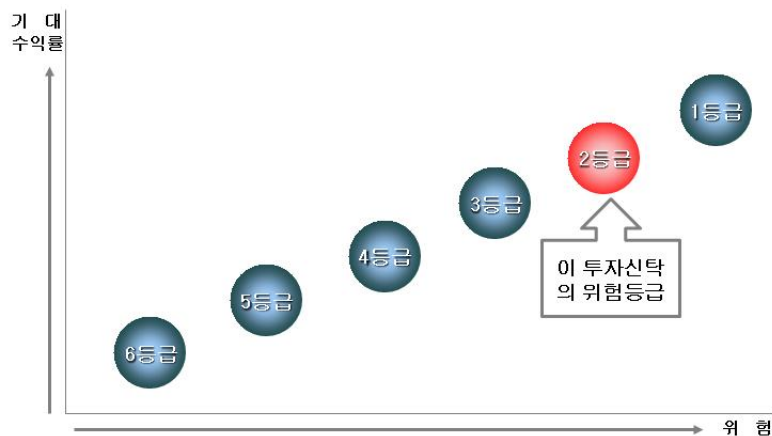 기 대
수익률
1등급
2등급
3등급
4등급
이 투자신탁
의 위험등급
5등급
6등급
위 험